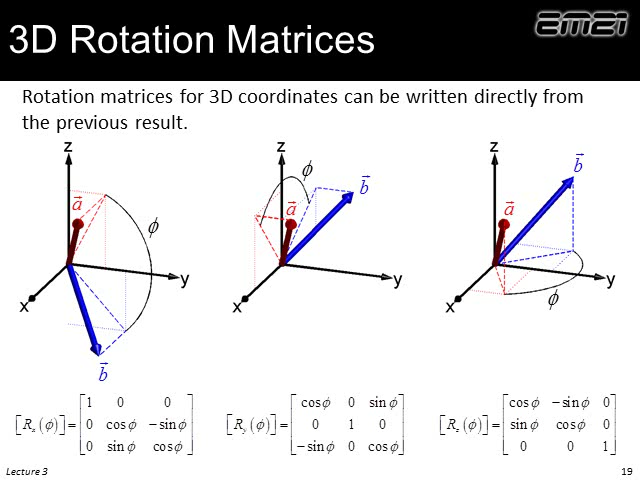 3D Rotation Matrices
EM21
Rotation matrices for 3D coordinates can be written directly from
the previous result.
z
a⃗
ϕ
y
x
b⃗
z
ϕ
b⃗
a⃗
y
x
z
b⃗
a⃗
y
x
ϕ
[Rx(ϕ)] = [1 0 0
0 cosϕ −sinϕ
0 sinϕ cosϕ]
[Ry(ϕ)] = [cosϕ 0 sinϕ
0 1 0
−sinϕ 0 cosϕ]
[Rz(ϕ)] = [cosϕ −sinϕ 0
sinϕ cosϕ 0
0 0 1]
Lecture 3
19